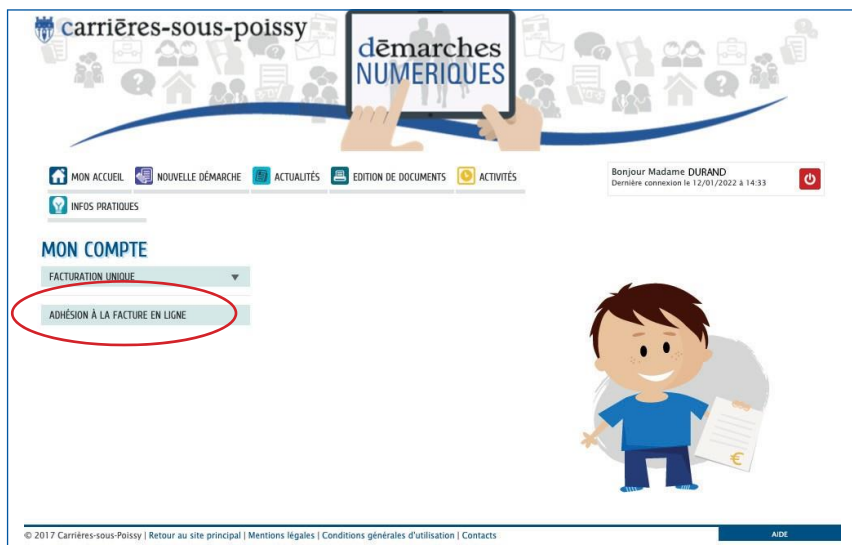 carrières-sous-poissy
dēmarches
NUMERIQUES
MON ACCUEIL
NOUVELLE DÉMARCHE
ACTUALITÉS
EDITION DE DOCUMENTS
ACTIVITÉS
INFOS PRATIQUES
Bonjour Madame DURAND
Dernière connexion le 12/01/2022 à 14:33
MON COMPTE
FACTURATION UNIQUE
ADHÉSION À LA FACTURE EN LIGNE
€
© 2017 Carrières-sous-Poissy | Retour au site principal | Mentions légales | Conditions générales d'utilisation | Contacts
AIDE